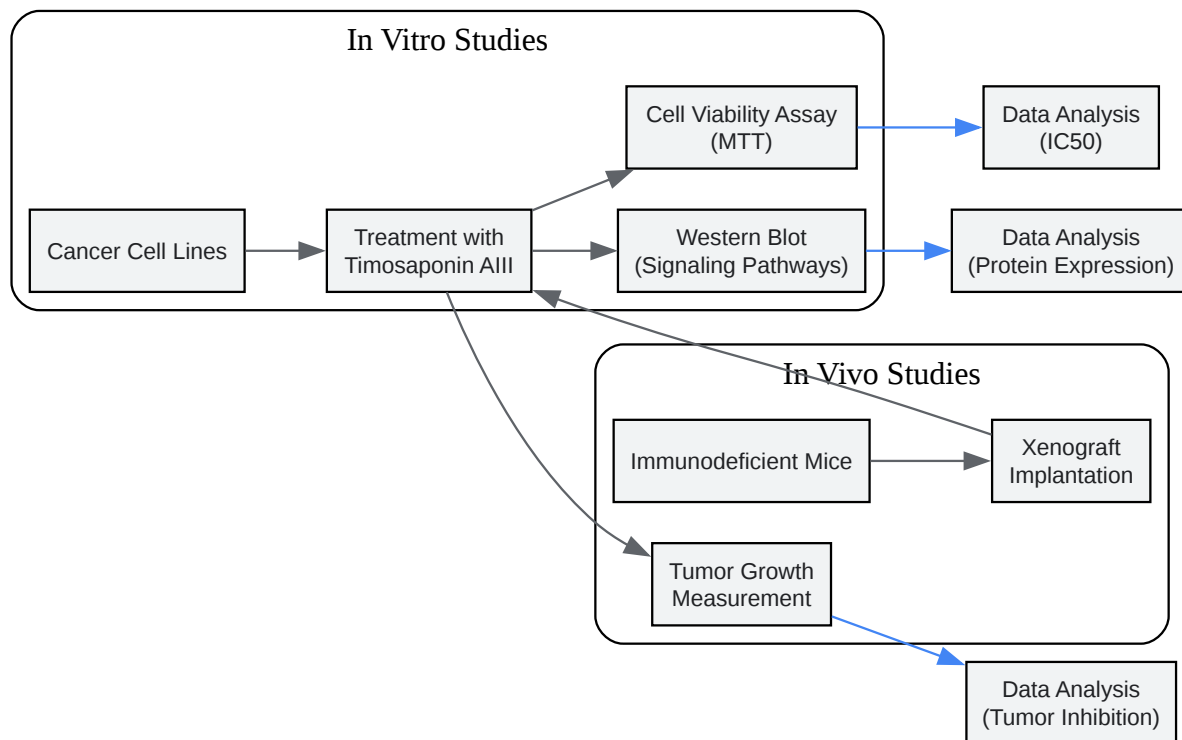 In Vitro Studies
Cell Viability Assay
(MTT)
Data Analysis
(IC50)
Cancer Cell Lines
Treatment with
Timosaponin AIII
Western Blot
(Signaling Pathways)
Data Analysis
(Protein Expression)
In Vivo Studies
Immunodeficient Mice
Xenograft
Implantation
Tumor Growth
Measurement
Data Analysis
(Tumor Inhibition)